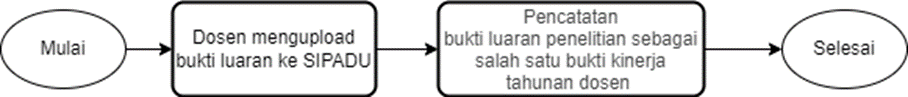 Mulai
Dosen mengupload
bukti luaran ke SIPADU
Pencatatan
bukti luaran penelitian sebagai
salah satu bukti kinerja
tahunan dosen
Selesai